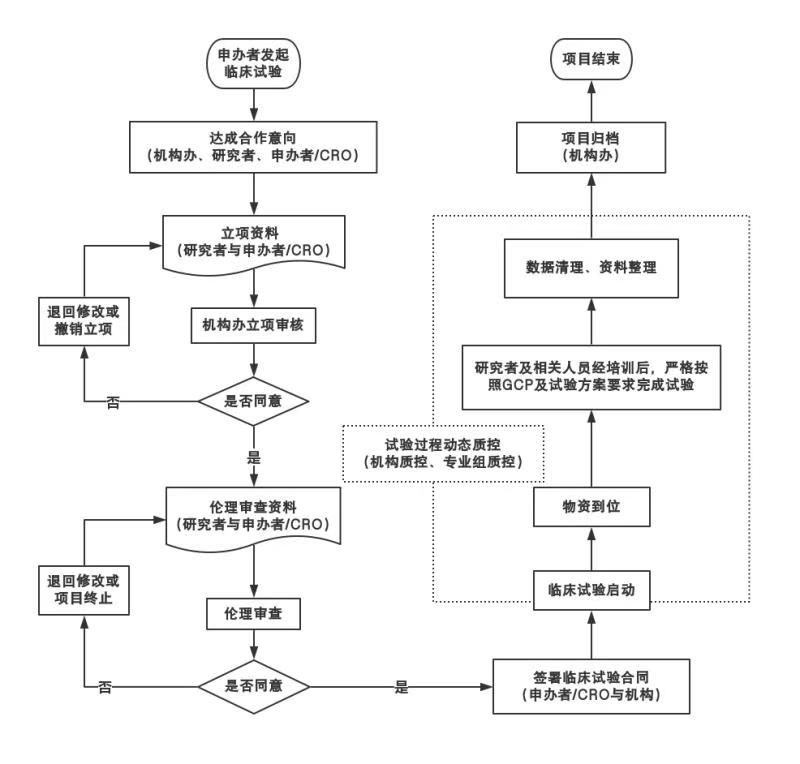 申办者发起
临床试验
达成合作意向
(机构办、研究者、申办者/CRO)
立项资料
(研究者与申办者/CRO)
退回修改或
撤销立项
机构办立项审核
否
是否同意
是
伦理审查资料
(研究者与申办者/CRO)
退回修改或
项目终止
伦理审查
否
是否同意
是
签署临床试验合同
(申办者/CRO与机构)
临床试验启动
物资到位
试验过程动态质控
(机构质控、专业组质控)
研究者及相关人员经培训后，严格按
照GCP及试验方案要求完成试验
数据清理、资料整理
项目归档
(机构办)
项目结束